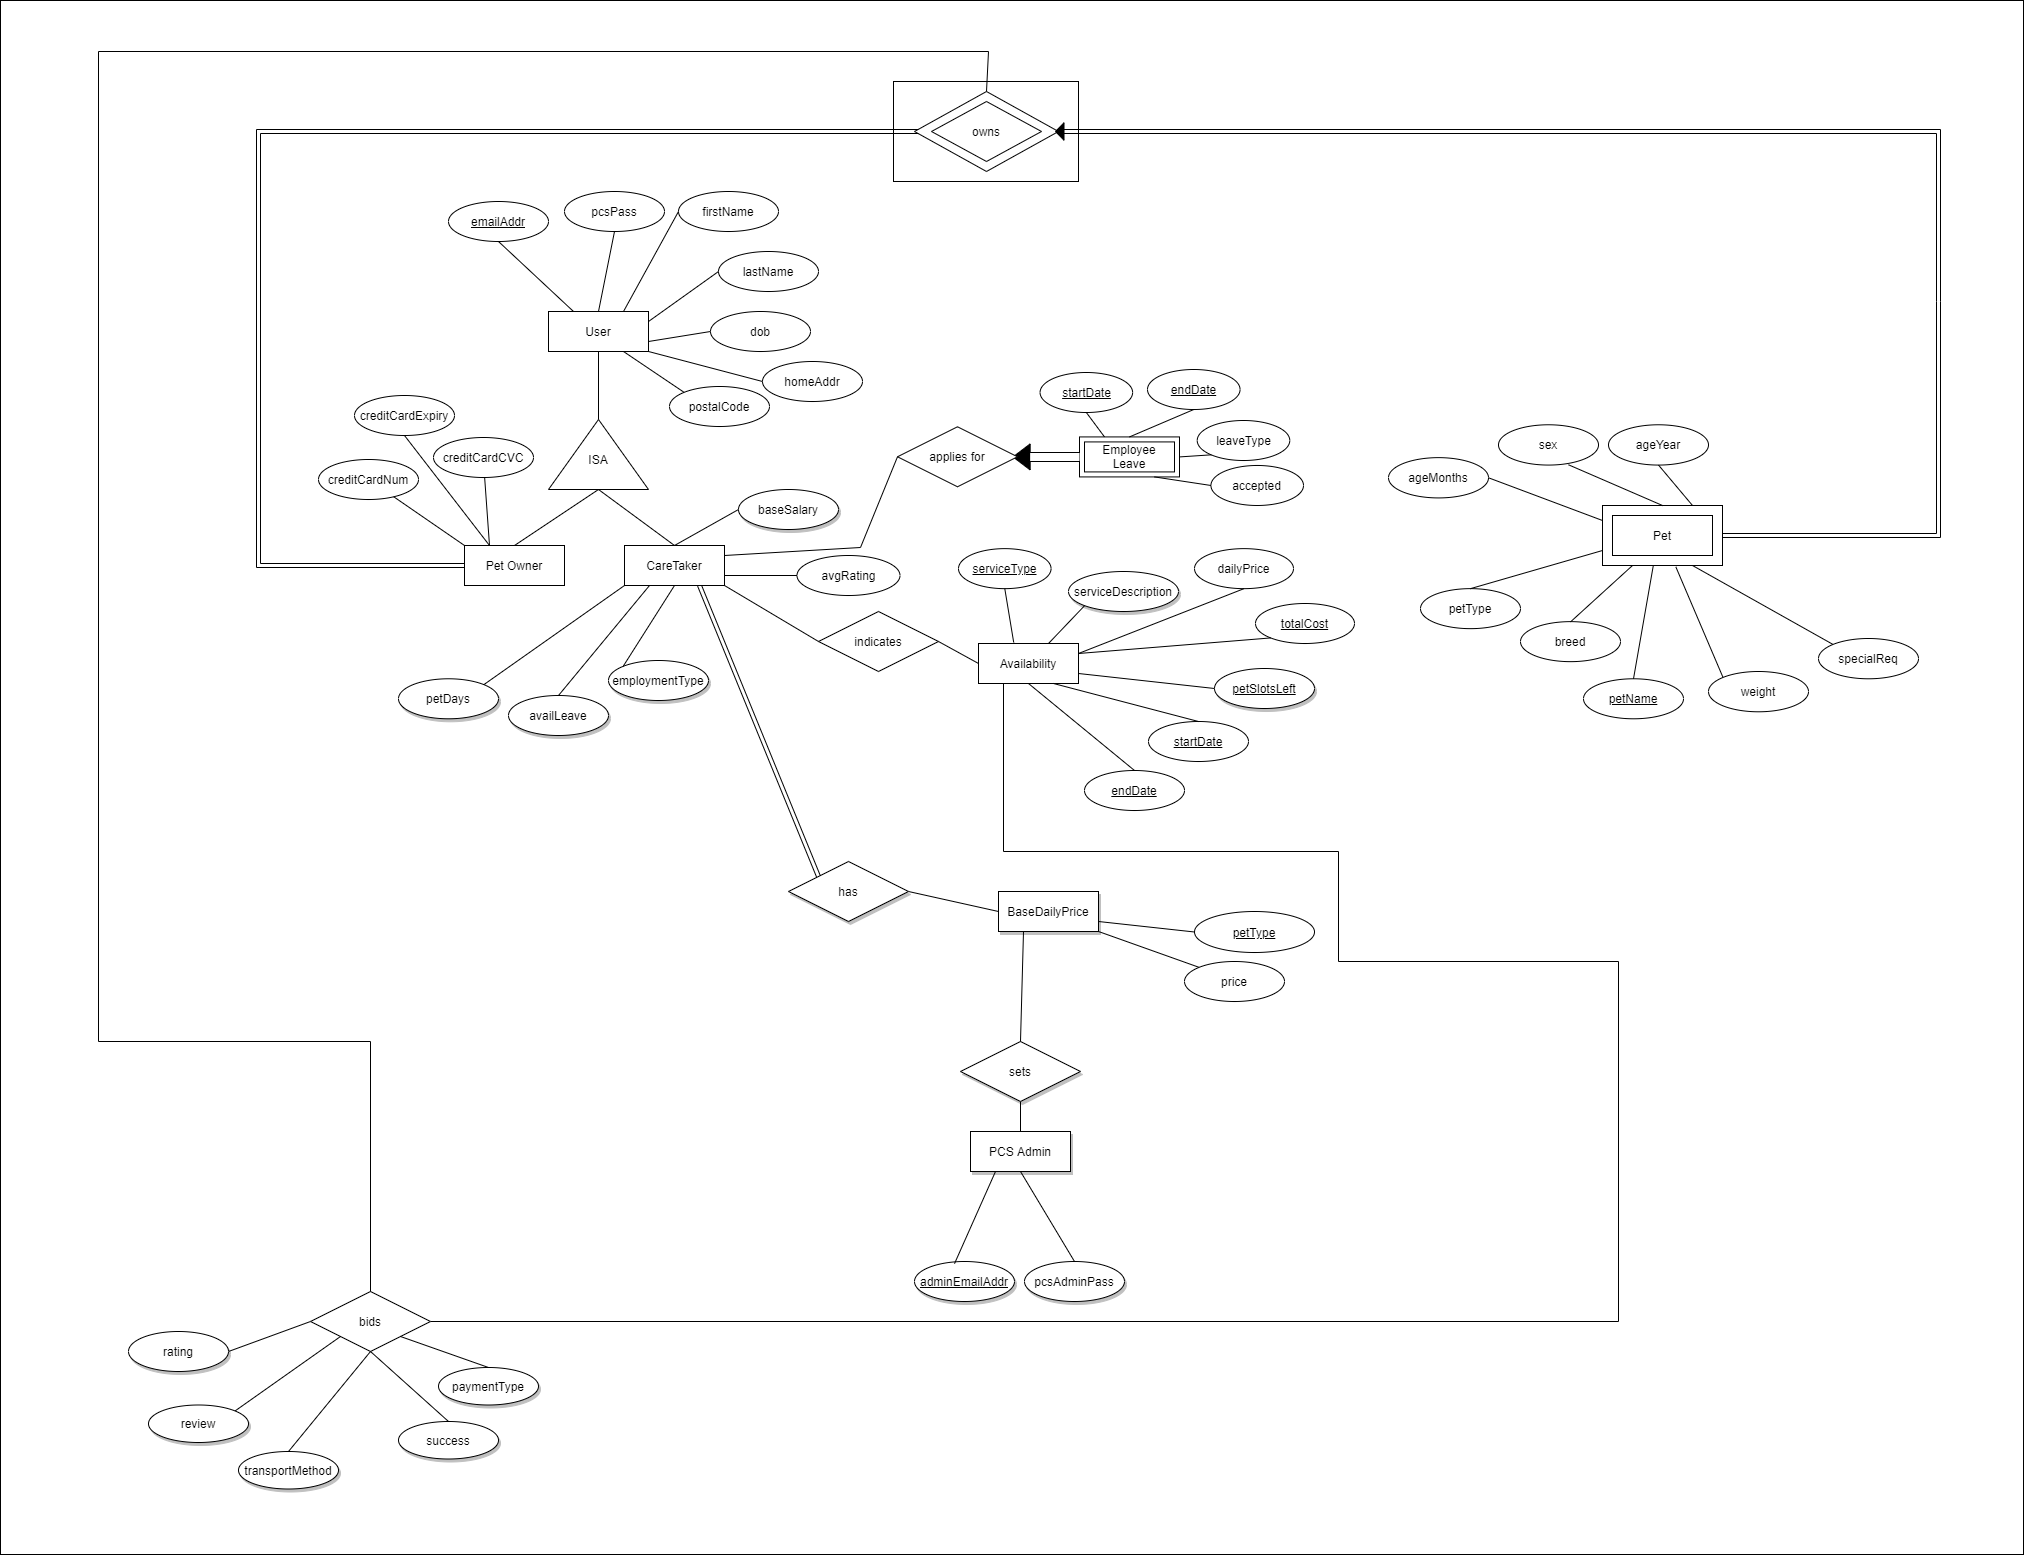 owns
emailAddr
pcsPass
firstName
lastName
User
dob
homeAddr
postalCode
creditCardExpiry
creditCardCVC
creditCardNum
ISA
applies for
startDate
endDate
Employee
Leave
leaveType
accepted
sex
ageYear
ageMonths
Pet
petType
breed
petName
weight
specialReq
baseSalary
Pet Owner
CareTaker
avgRating
petDays
availLeave
employmentType
indicates
serviceType
serviceDescription
dailyPrice
totalCost
Availability
petSlotsLeft
startDate
endDate
has
BaseDailyPrice
petType
price
sets
PCS Admin
adminEmailAddr
pcsAdminPass
bids
rating
review
transportMethod
success
paymentType